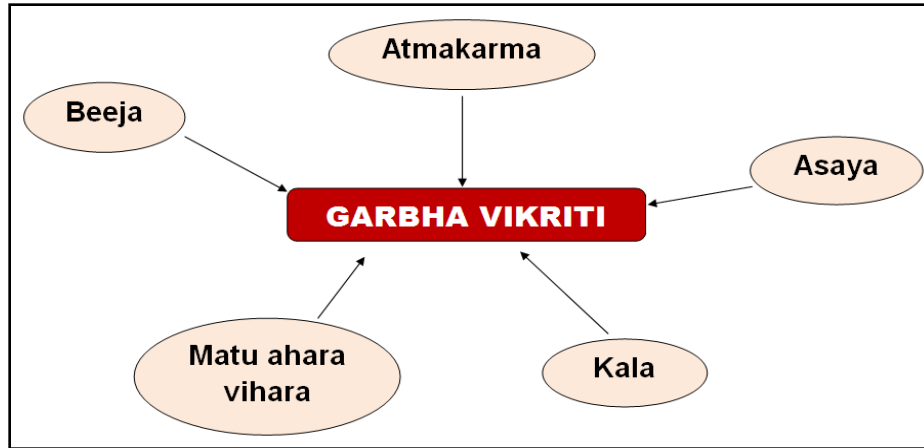 Atmakarma
Beeja
Asaya
GARBHA VIKRITI
Matu ahara
vihara
Kala